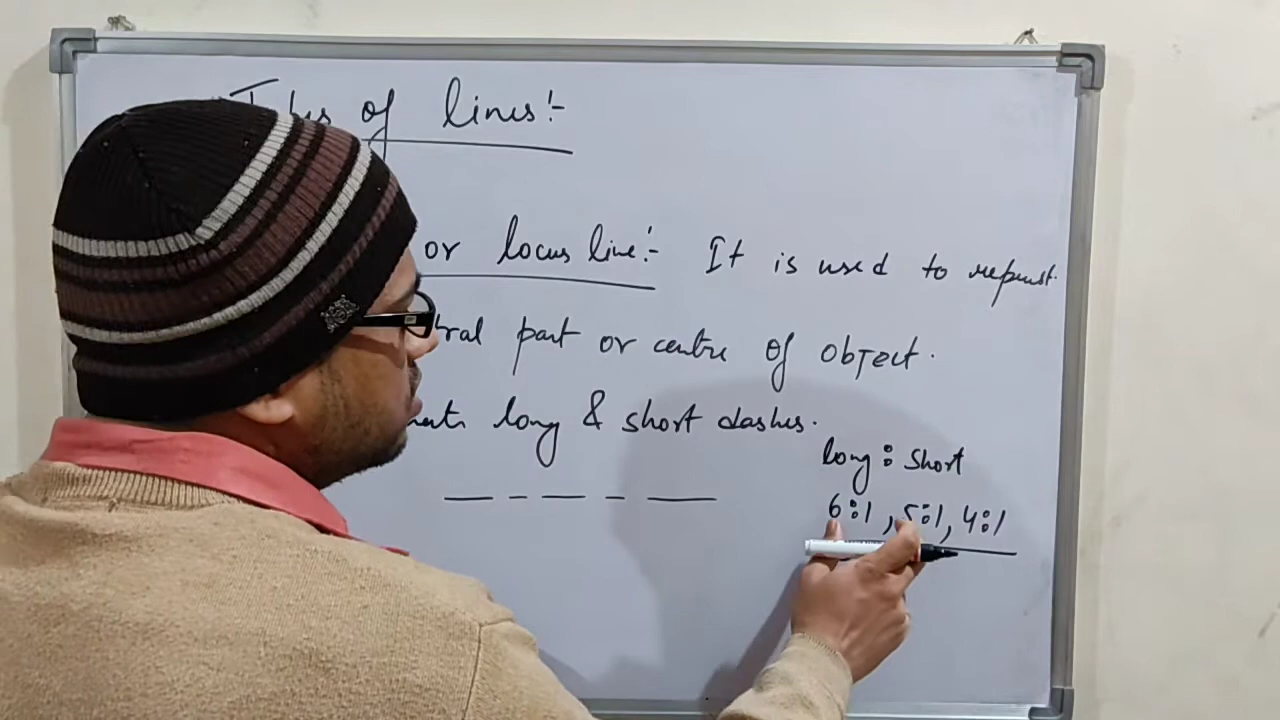 of lines:-
or locus line:- It is used to
part or centre of object.
long & short dashes.
long : short
6:1, 5:1, 4:1